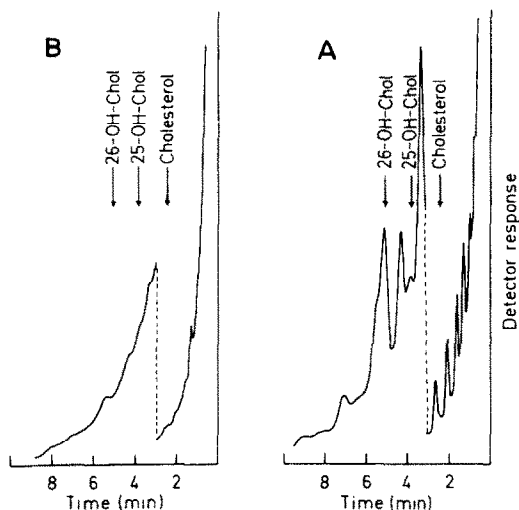 B
26-OH-Chol
25-OH-Chol
Cholesterol
8 6 4 2
Time (min)
A
26-OH-Chol
25-OH-Chol
Cholesterol
8 6 4 2
Time (min)
Detector response